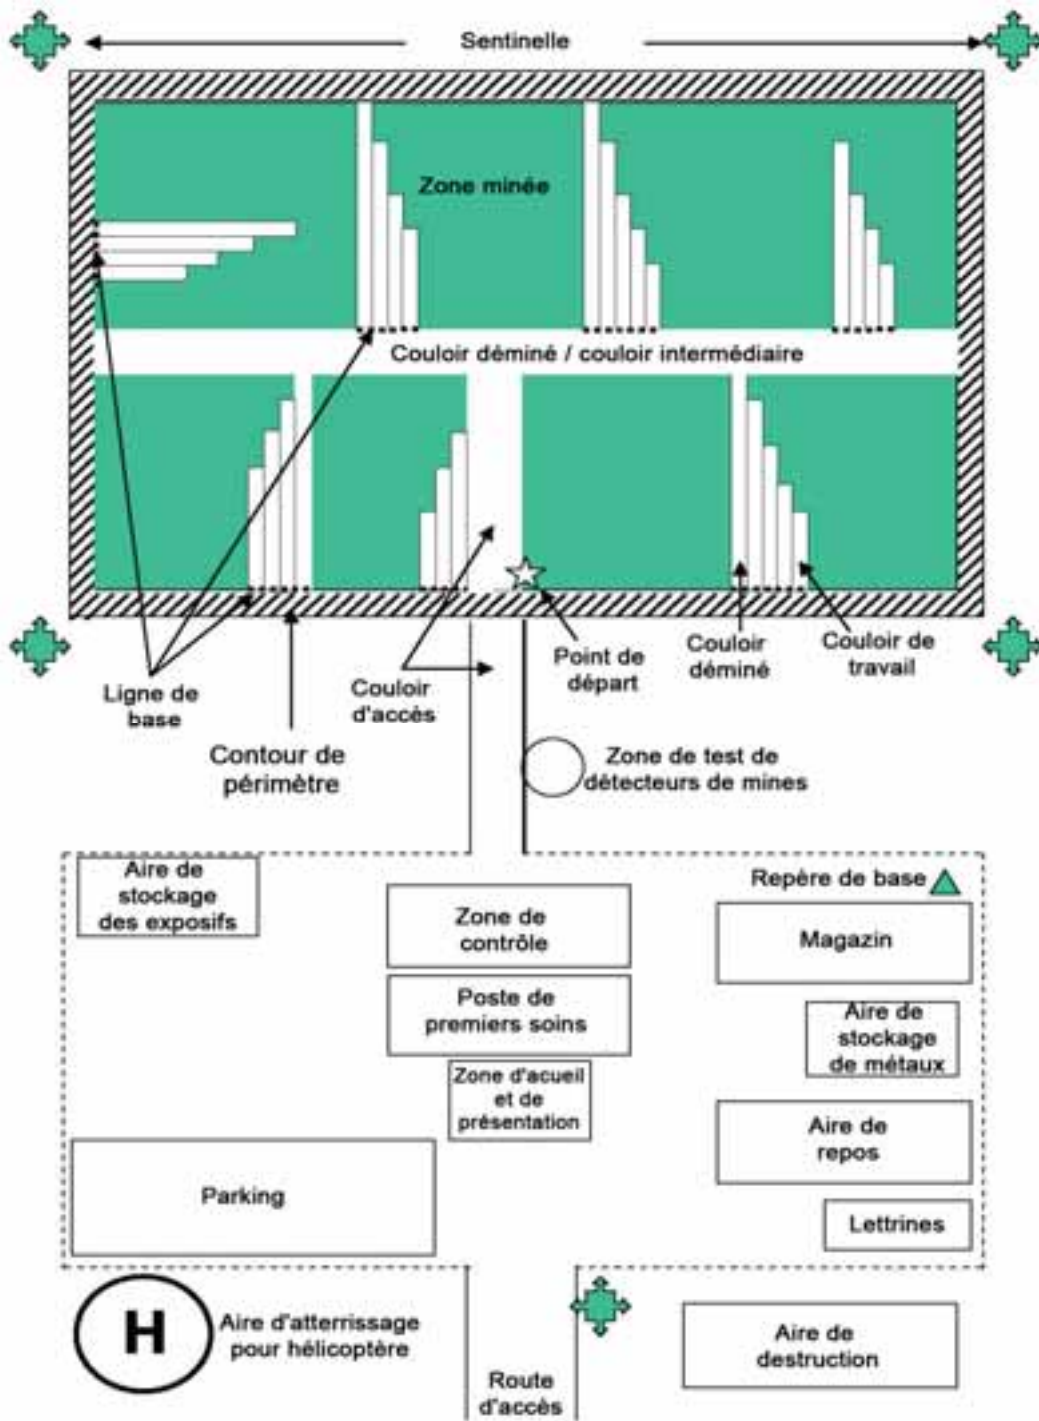 Sentinelle
Zone minée
Couloir déminé / couloir intermédiaire
Ligne de
base
Contour de
périmètre
Couloir
d'accès
Point de
départ
Couloir
déminé
Couloir de
travail
Zone de test de
détecteurs de mines
Aire de
stockage
des exposifs
Zone de
contrôle
Repère de base
Magazin
Poste de
premiers soins
Aire de
stockage
de métaux
Zone d'acueil
et de
présentation
Aire de
repos
Parking
Lettrines
H
Aire d'atterrissage
pour hélicoptère
Aire de
destruction
Route
d'accès